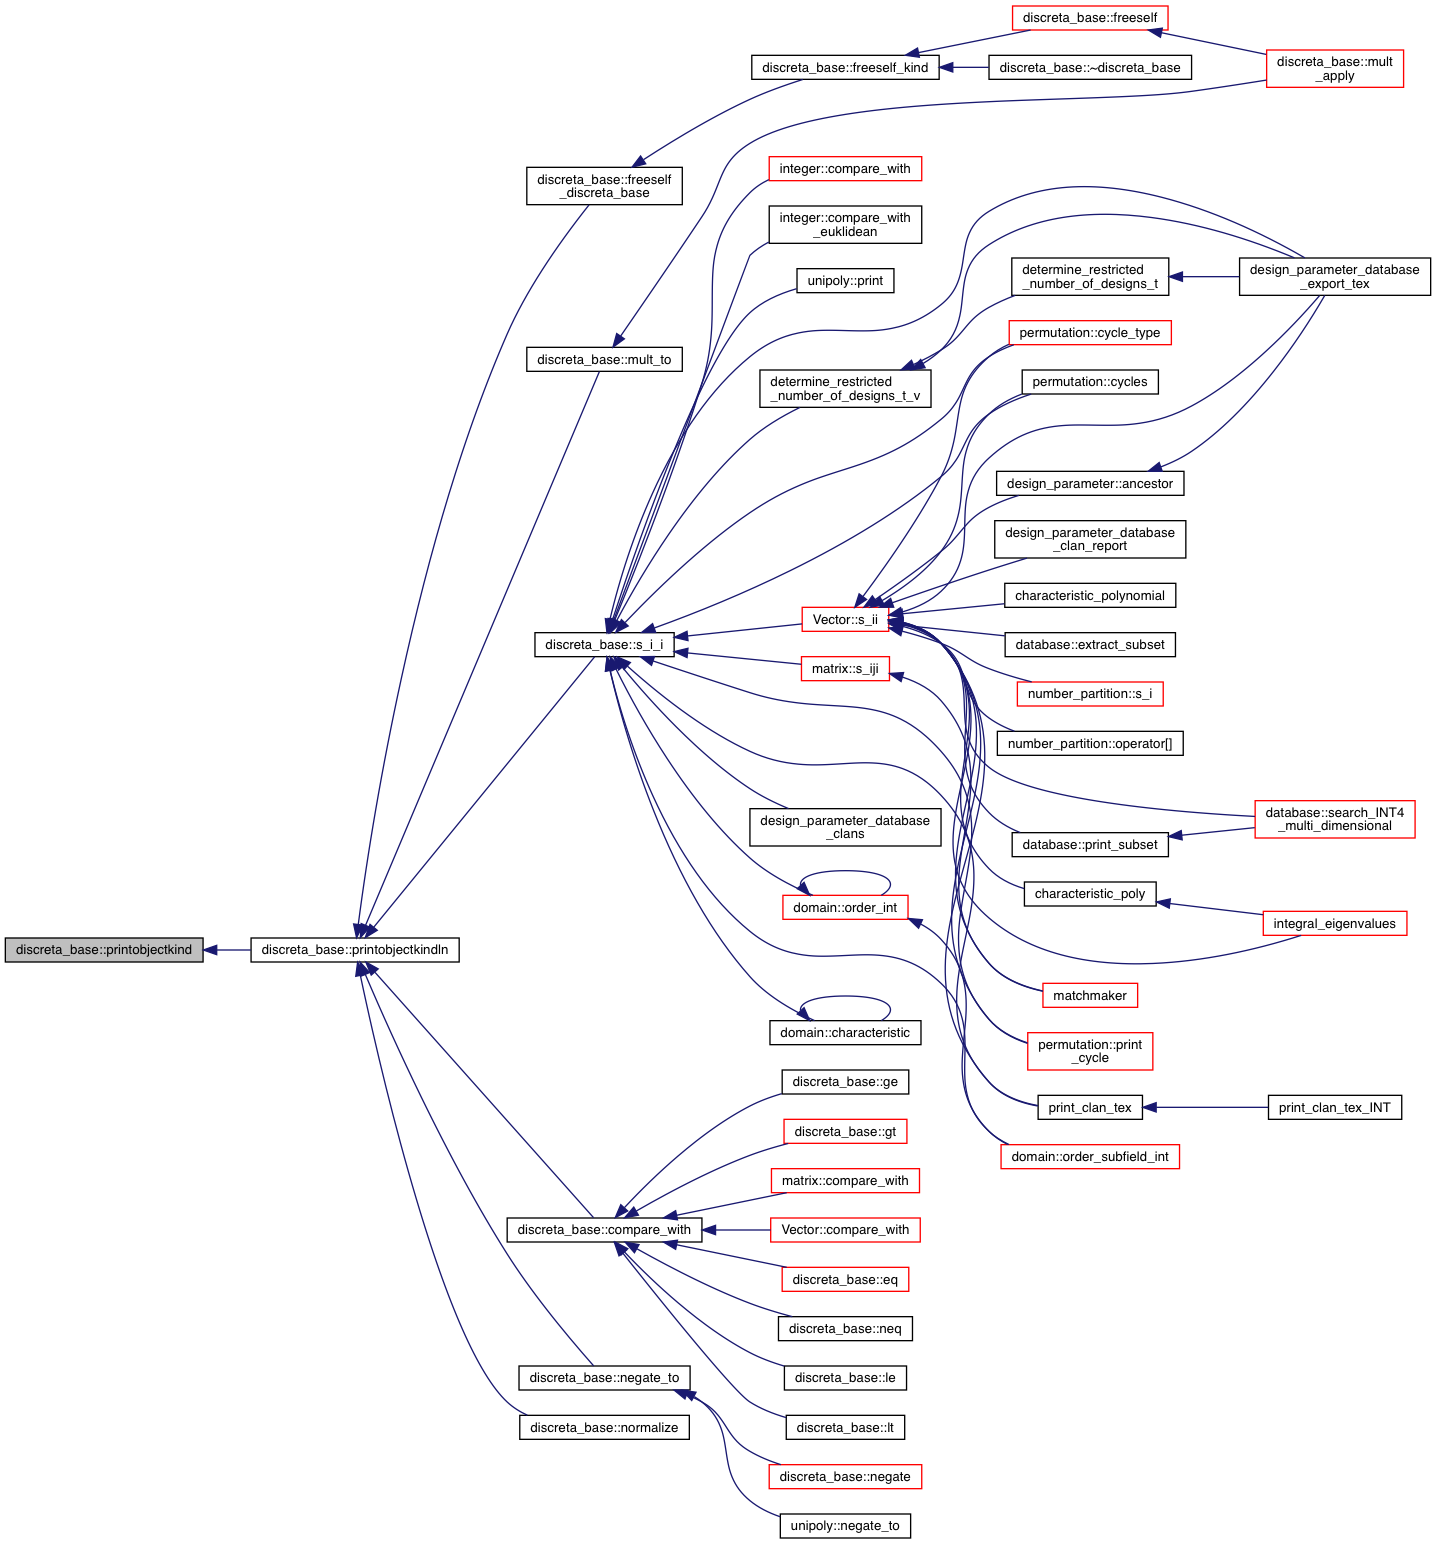 discreta_base::freeself
discreta_base::freeself_kind
discreta_base::~discreta_base
discreta_base::mult
_apply
discreta_base::freeself
_discreta_base
integer::compare_with
integer::compare_with
_euklidean
unipoly::print
determine_restricted
_number_of_designs_t
design_parameter_database
_export_tex
permutation::cycle_type
discreta_base::mult_to
determine_restricted
_number_of_designs_t_v
permutation::cycles
design_parameter::ancestor
design_parameter_database
_clan_report
characteristic_polynomial
Vector::s_ii
discreta_base::s_i_i
database::extract_subset
matrix::s_iji
number_partition::s_i
number_partition::operator[]
design_parameter_database
_clans
database::search_INT4
_multi_dimensional
database::print_subset
characteristic_poly
domain::order_int
integral_eigenvalues
discreta_base::printobjectkind
discreta_base::printobjectkindln
matchmaker
domain::characteristic
permutation::print
_cycle
discreta_base::ge
print_clan_tex
print_clan_tex_INT
discreta_base::gt
domain::order_subfield_int
matrix::compare_with
discreta_base::compare_with
Vector::compare_with
discreta_base::eq
discreta_base::neq
discreta_base::negate_to
discreta_base::le
discreta_base::normalize
discreta_base::lt
discreta_base::negate
unipoly::negate_to